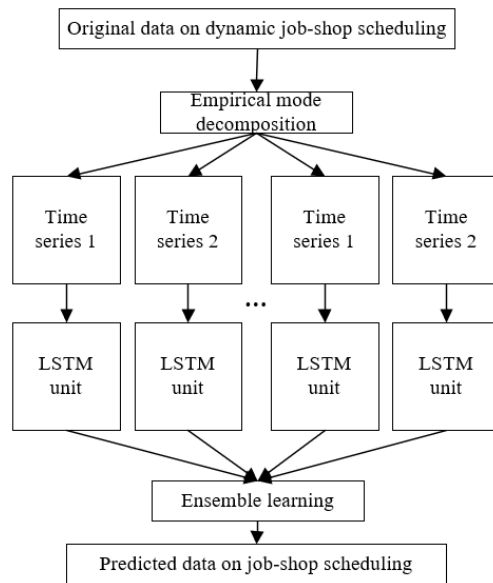 Original data on dynamic job-shop scheduling
Empirical mode
decomposition
Time
series 1
Time
series 2
Time
series 1
Time
series 2
...
LSTM
unit
LSTM
unit
LSTM
unit
LSTM
unit
Ensemble learning
Predicted data on job-shop scheduling